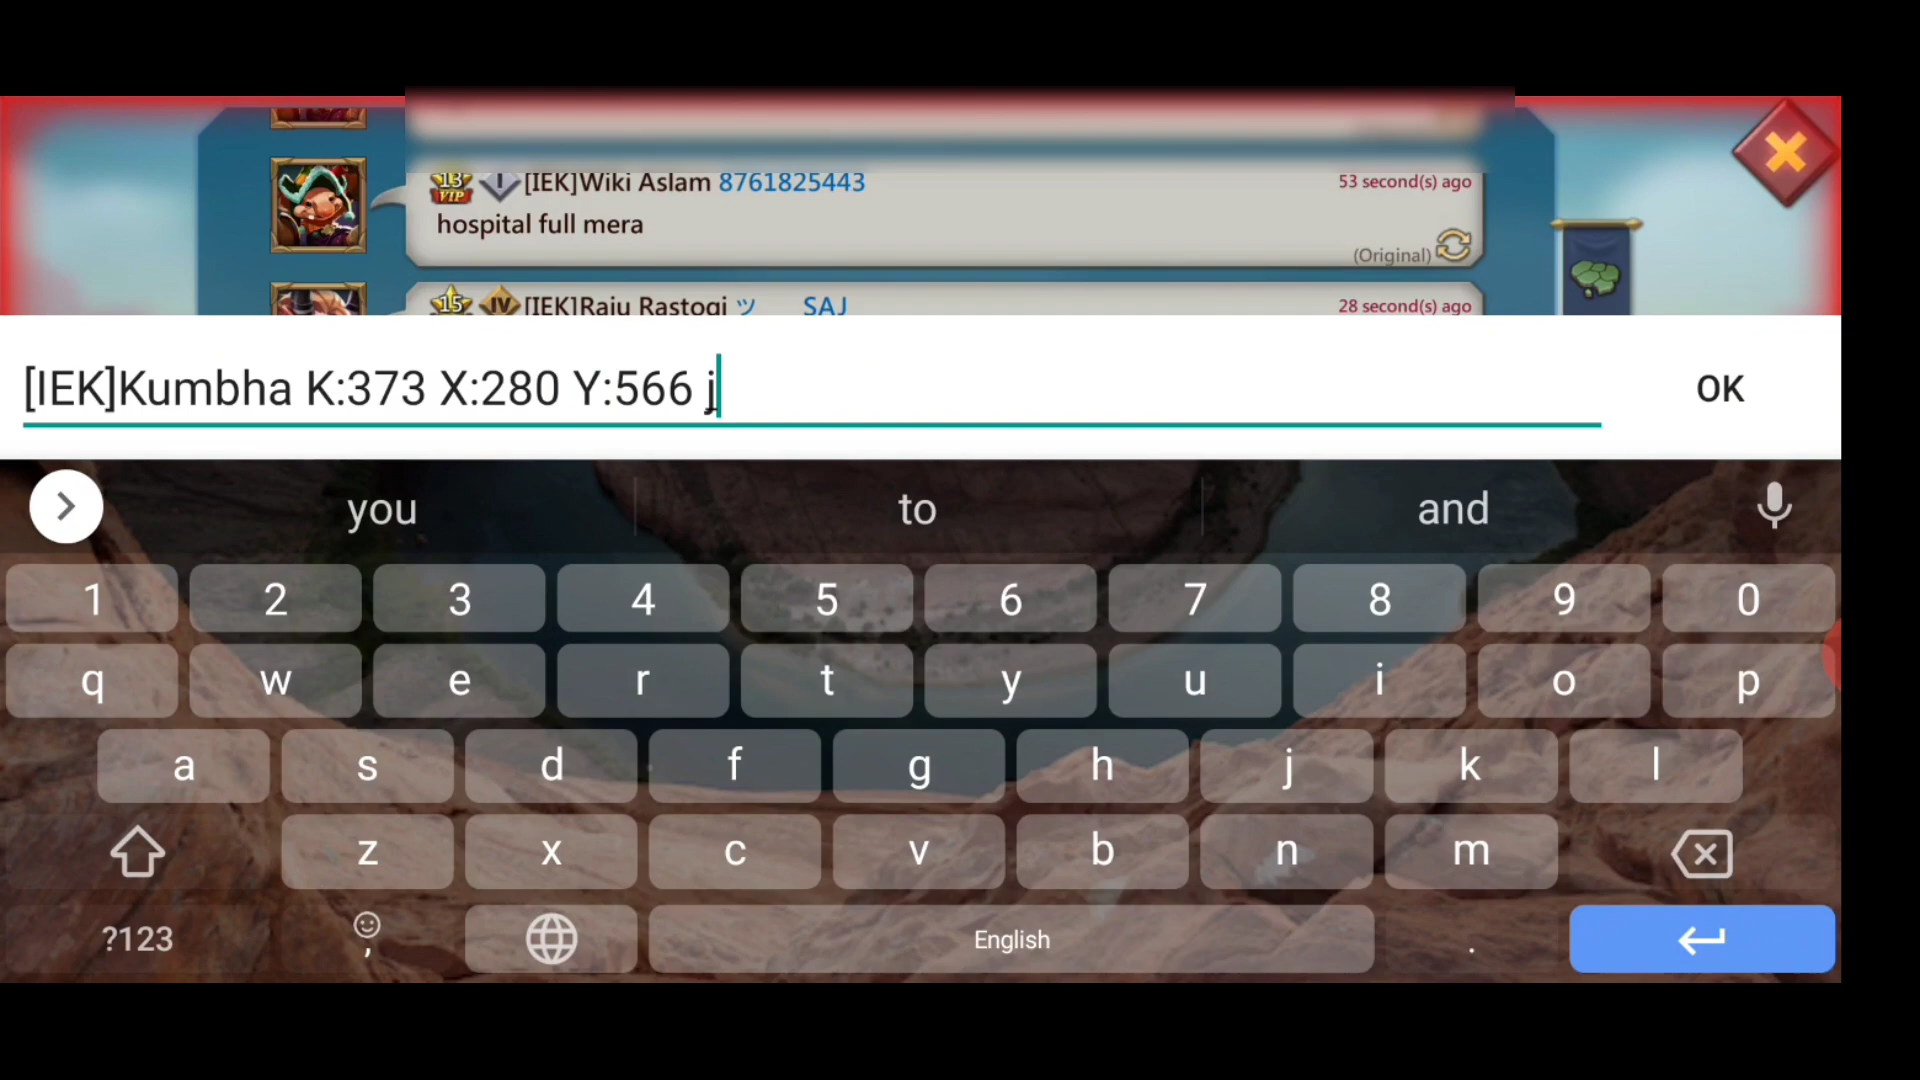 13 VIP I [IEK]Wiki Aslam 8761825443 53 second(s) ago
hospital full mera
(Original)
15 IV [IEK]Raju Rastogi ツ SAJ 28 second(s) ago
[IEK]Kumbha K:373 X:280 Y:566 j OK
you to and
1 2 3 4 5 6 7 8 9 0
q w e r t y u i o p
a s d f g h j k l
z x c v b n m
?123 , English .